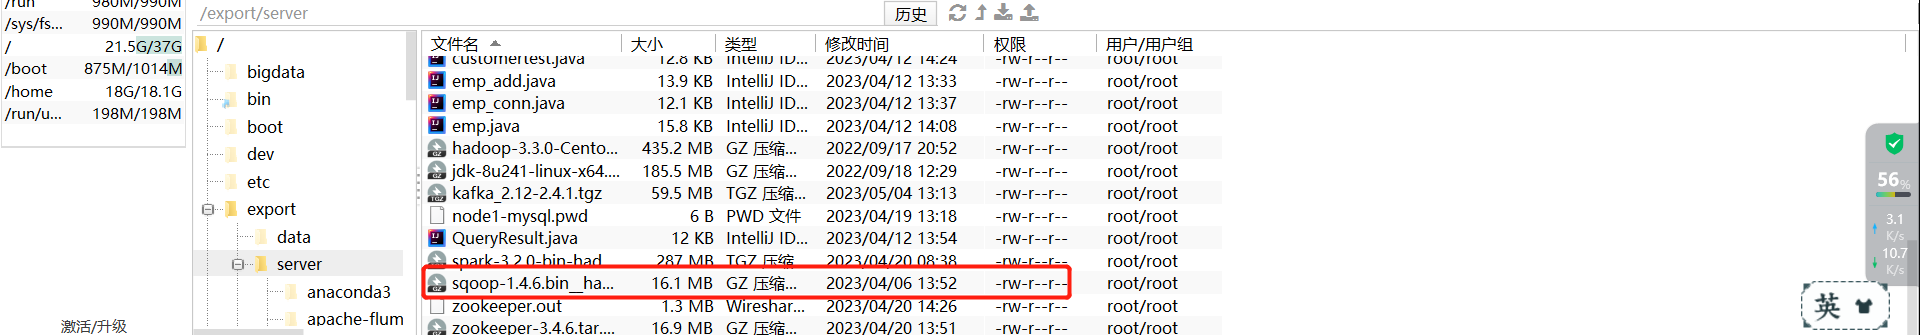 /run 980M/990M
/sys/fs... 990M/990M
/ 21.5G/37G
/boot 875M/1014M
/home 18G/18.1G
/run/u... 198M/198M
激活/升级
/export/server 历史
/
bigdata
bin
boot
dev
etc
export
data
server
anaconda3
apache-flum
文件名 大小 类型 修改时间 权限 用户/用户组
customertest.java 12.8 KB IntelliJ ID... 2023/04/12 14:24 -rw-r--r-- root/root
emp_add.java 13.9 KB IntelliJ ID... 2023/04/12 13:33 -rw-r--r-- root/root
emp_conn.java 12.1 KB IntelliJ ID... 2023/04/12 13:37 -rw-r--r-- root/root
emp.java 15.8 KB IntelliJ ID... 2023/04/12 14:08 -rw-r--r-- root/root
hadoop-3.3.0-Cento... 435.2 MB GZ 压缩... 2022/09/17 20:52 -rw-r--r-- root/root
jdk-8u241-linux-x64.... 185.5 MB GZ 压缩... 2022/09/18 12:29 -rw-r--r-- root/root
kafka_2.12-2.4.1.tgz 59.5 MB TGZ 压缩... 2023/05/04 13:13 -rw-r--r-- root/root
node1-mysql.pwd 6 B PWD 文件 2023/04/19 13:18 -rw-r--r-- root/root
QueryResult.java 12 KB IntelliJ ID... 2023/04/12 13:54 -rw-r--r-- root/root
spark-3.2.0-bin-had... 287 MB TGZ 压缩... 2023/04/20 08:38 -rw-r--r-- root/root
sqoop-1.4.6.bin__ha... 16.1 MB GZ 压缩... 2023/04/06 13:52 -rw-r--r-- root/root
zookeeper.out 1.3 MB Wireshar... 2023/04/20 14:26 -rw-r--r-- root/root
zookeeper-3.4.6.tar.... 16.9 MB GZ 压缩... 2023/04/20 13:51 -rw-r--r-- root/root
56%
3.1
K/s
10.7
K/s
英